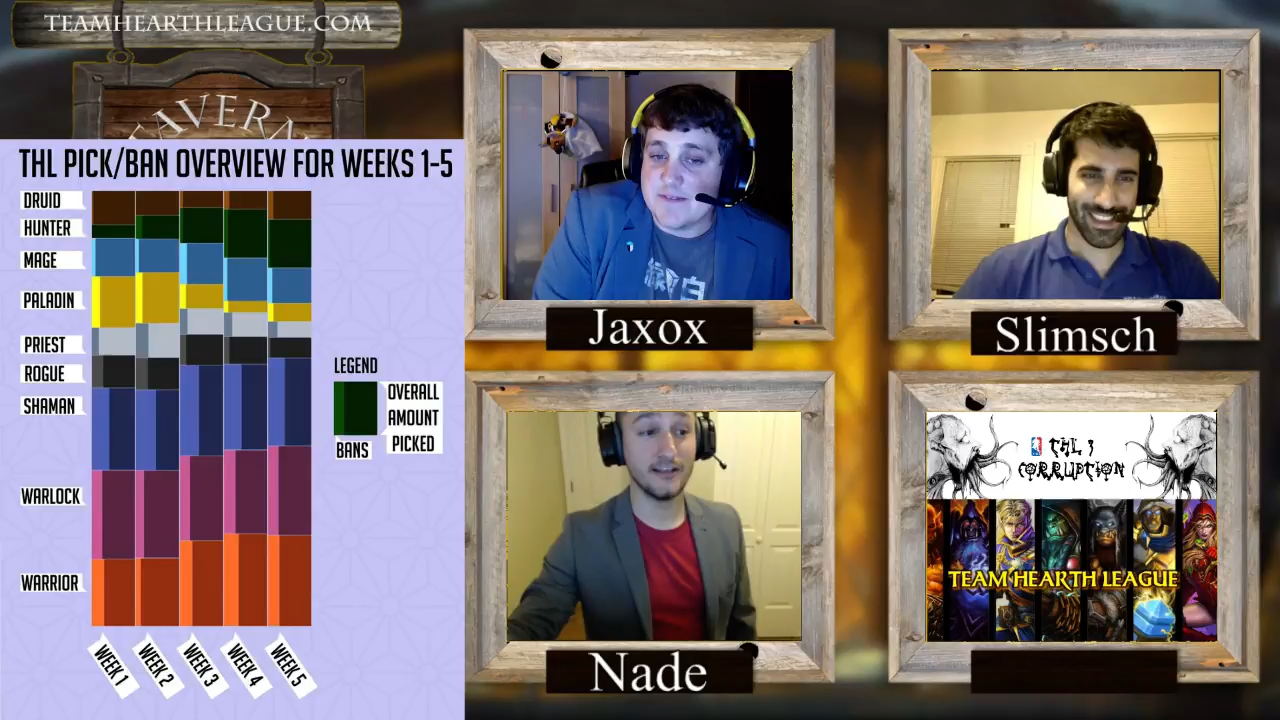 TEAMHEARTHLEAGUE.COM
TAVERN
THL PICK/BAN OVERVIEW FOR WEEKS 1-5
DRUID
HUNTER
MAGE
PALADIN
PRIEST
ROGUE
SHAMAN
WARLOCK
WARRIOR
WEEK 1
WEEK 2
WEEK 3
WEEK 4
WEEK 5
LEGEND
OVERALL
AMOUNT
PICKED
BANS
Jaxox
Slimsch
Nade
THL 3
CORRUPTION
TEAM HEARTH LEAGUE